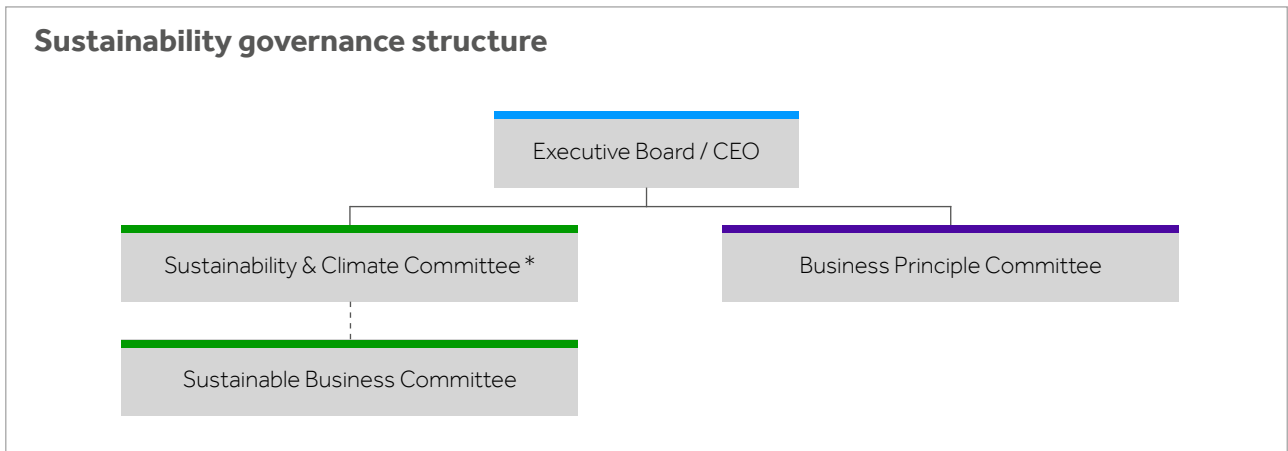 Sustainability governance structure
Executive Board / CEO
Sustainability & Climate Committee *
Business Principle Committee
Sustainable Business Committee